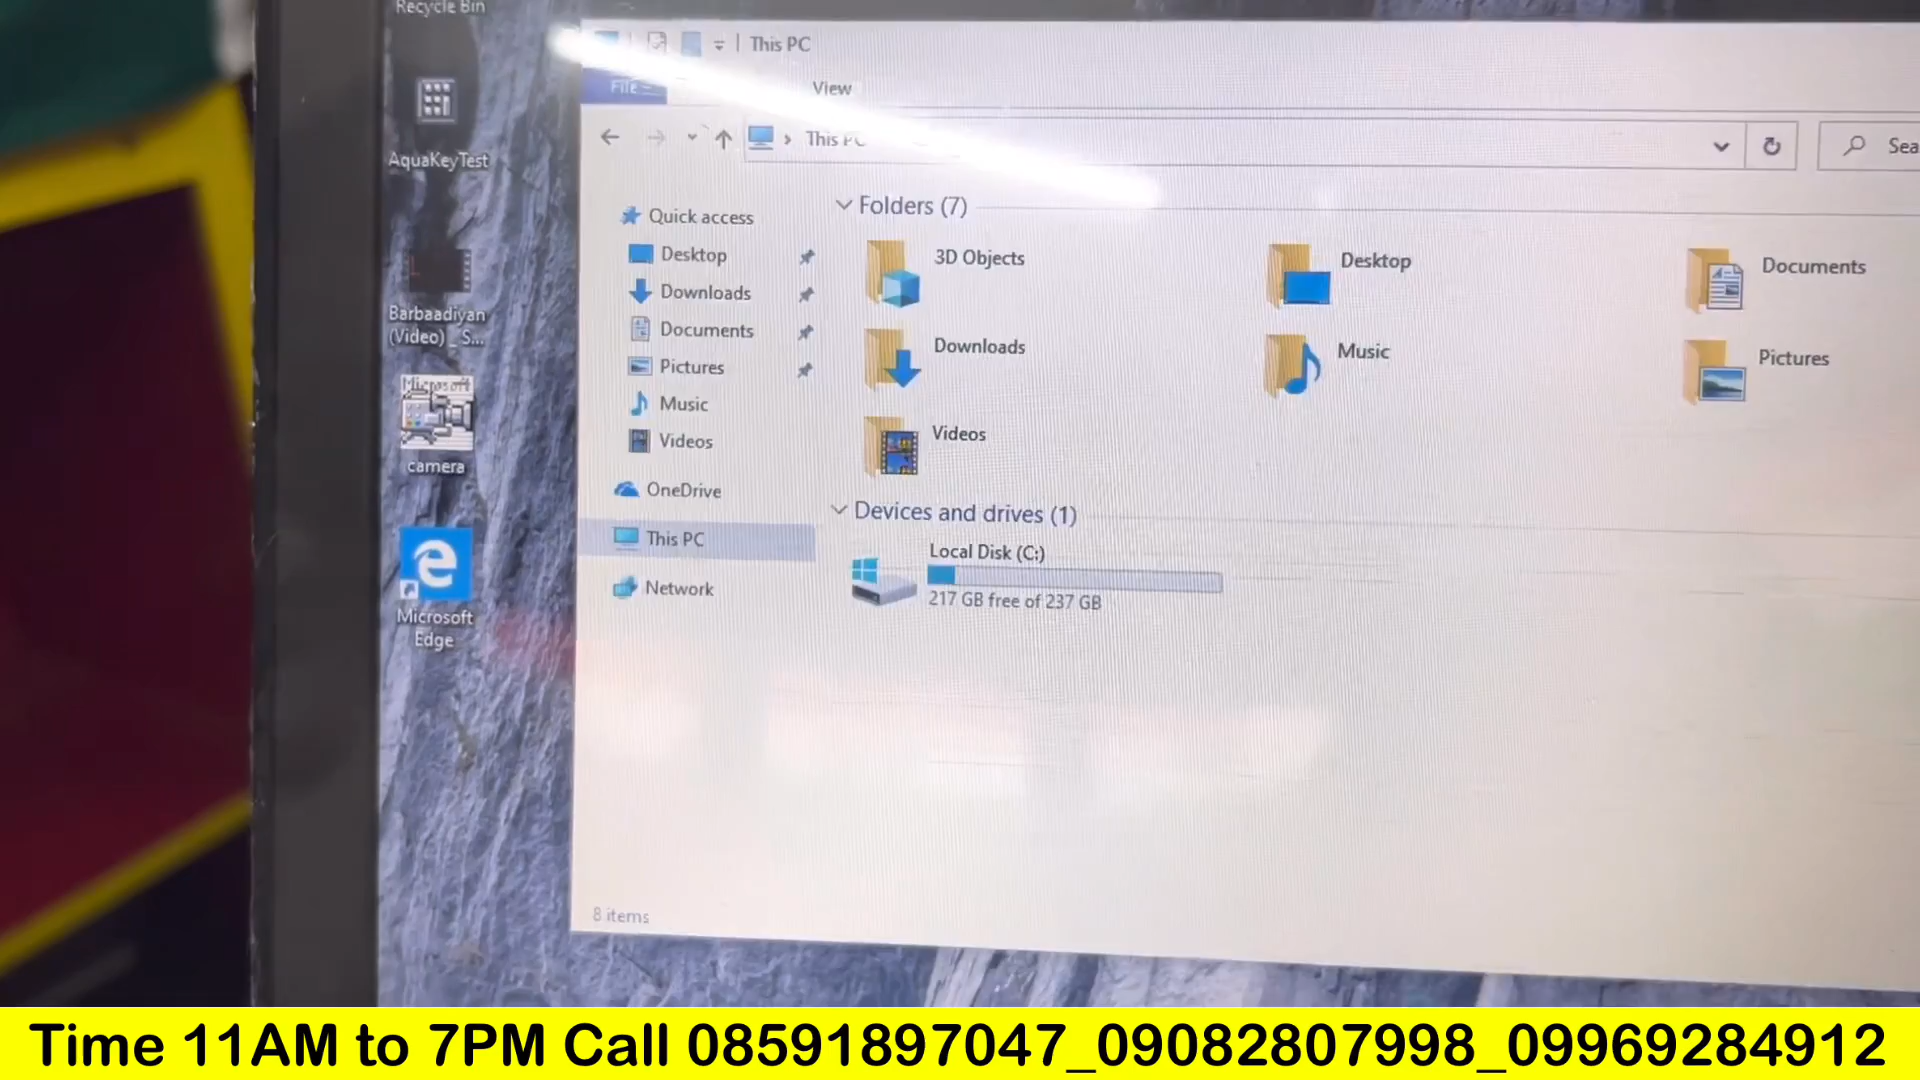 Recycle Bin
This PC
File
View
This PC
Sea
AquaKeyTest
Barbaadiyan
(Video) _ S...
Microsoft
camera
Microsoft
Edge
Quick access
Desktop
Downloads
Documents
Pictures
Music
Videos
OneDrive
This PC
Network
Folders (7)
3D Objects
Desktop
Documents
Downloads
Music
Pictures
Videos
Devices and drives (1)
Local Disk (C:)
217 GB free of 237 GB
8 items
Time 11AM to 7PM Call 08591897047_09082807998_09969284912